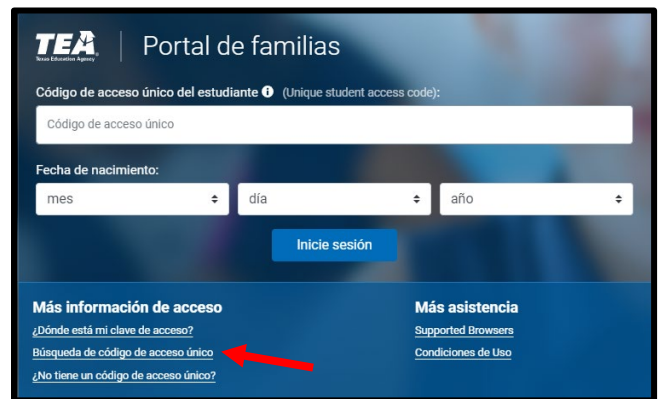 TEA
Texas Education Agency
Portal de familias
Código de acceso único del estudiante (Unique student access code):
Código de acceso único
Fecha de nacimiento:
mes día año
Inicie sesión
Más información de acceso
¿Dónde está mi clave de acceso?
Búsqueda de código de acceso único
¿No tiene un código de acceso único?
Más asistencia
Supported Browsers
Condiciones de Uso